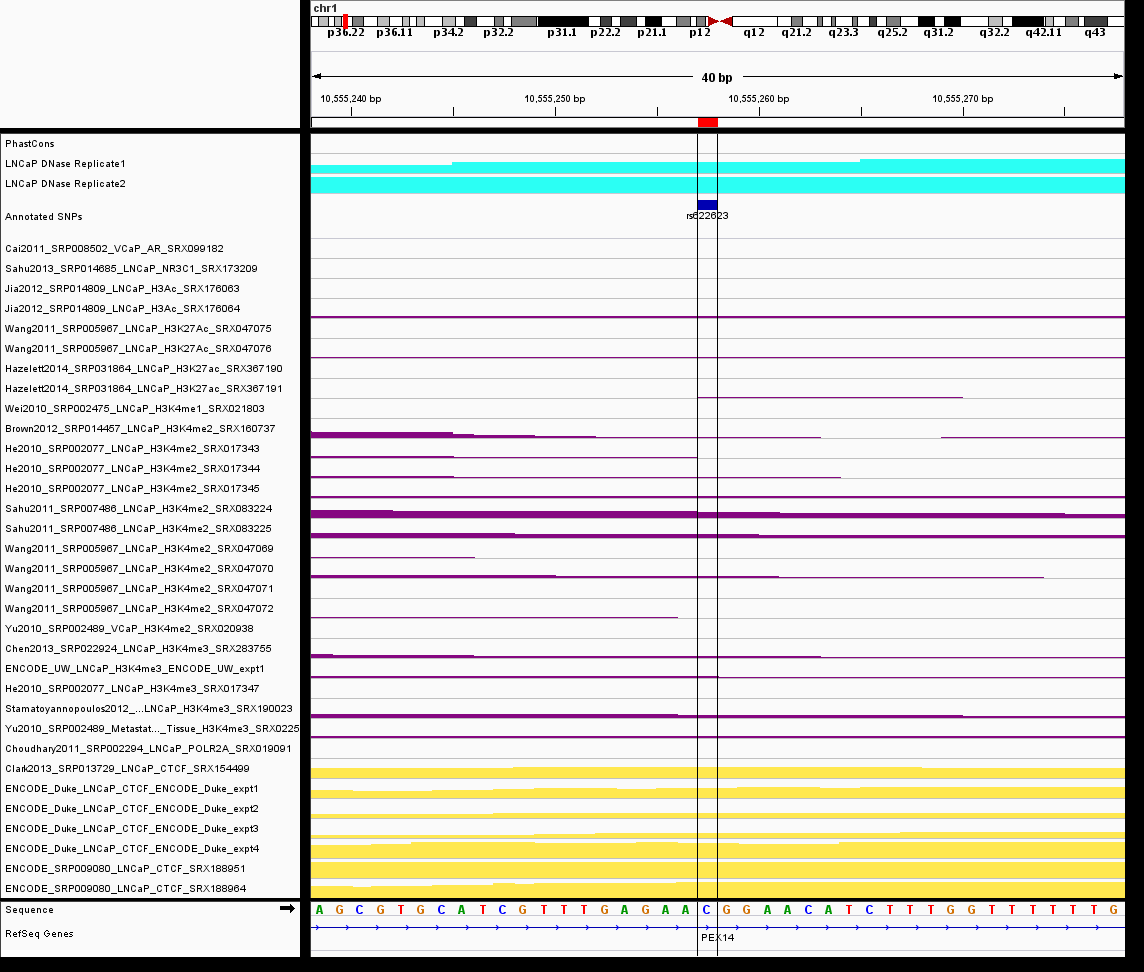 chr1
p36.22 p36.11 p34.2 p32.2 p31.1 p22.2 p21.1 p12 q12 q21.2 q23.3 q25.2 q31.2 q32.2 q42.11 q43
40 bp
10,555,240 bp 10,555,250 bp 10,555,260 bp 10,555,270 bp
PhastCons
LNCaP DNase Replicate1
LNCaP DNase Replicate2
Annotated SNPs
rs622623
Cai2011_SRP008502_VCaP_AR_SRX099182
Sahu2013_SRP014685_LNCaP_NR3C1_SRX173209
Jia2012_SRP014809_LNCaP_H3Ac_SRX176063
Jia2012_SRP014809_LNCaP_H3Ac_SRX176064
Wang2011_SRP005967_LNCaP_H3K27Ac_SRX047075
Wang2011_SRP005967_LNCaP_H3K27Ac_SRX047076
Hazelett2014_SRP031864_LNCaP_H3K27ac_SRX367190
Hazelett2014_SRP031864_LNCaP_H3K27ac_SRX367191
Wei2010_SRP002475_LNCaP_H3K4me1_SRX021803
Brown2012_SRP014457_LNCaP_H3K4me2_SRX160737
He2010_SRP002077_LNCaP_H3K4me2_SRX017343
He2010_SRP002077_LNCaP_H3K4me2_SRX017344
He2010_SRP002077_LNCaP_H3K4me2_SRX017345
Sahu2011_SRP007486_LNCaP_H3K4me2_SRX083224
Sahu2011_SRP007486_LNCaP_H3K4me2_SRX083225
Wang2011_SRP005967_LNCaP_H3K4me2_SRX047069
Wang2011_SRP005967_LNCaP_H3K4me2_SRX047070
Wang2011_SRP005967_LNCaP_H3K4me2_SRX047071
Wang2011_SRP005967_LNCaP_H3K4me2_SRX047072
Yu2010_SRP002489_VCaP_H3K4me2_SRX020938
Chen2013_SRP022924_LNCaP_H3K4me3_SRX283755
ENCODE_UW_LNCaP_H3K4me3_ENCODE_UW_expt1
He2010_SRP002077_LNCaP_H3K4me3_SRX017347
Stamatoyannopoulos2012_..._LNCaP_H3K4me3_SRX190023
Yu2010_SRP002489_Metastat..._Tissue_H3K4me3_SRX0225
Choudhary2011_SRP002294_LNCaP_POLR2A_SRX019091
Clark2013_SRP013729_LNCaP_CTCF_SRX154499
ENCODE_Duke_LNCaP_CTCF_ENCODE_Duke_expt1
ENCODE_Duke_LNCaP_CTCF_ENCODE_Duke_expt2
ENCODE_Duke_LNCaP_CTCF_ENCODE_Duke_expt3
ENCODE_Duke_LNCaP_CTCF_ENCODE_Duke_expt4
ENCODE_SRP009080_LNCaP_CTCF_SRX188951
ENCODE_SRP009080_LNCaP_CTCF_SRX188964
Sequence A G C G T G C A T C G T T T G A G A A C G G A A C A T C T T T G G T T T T T T G
RefSeq Genes
PEX14